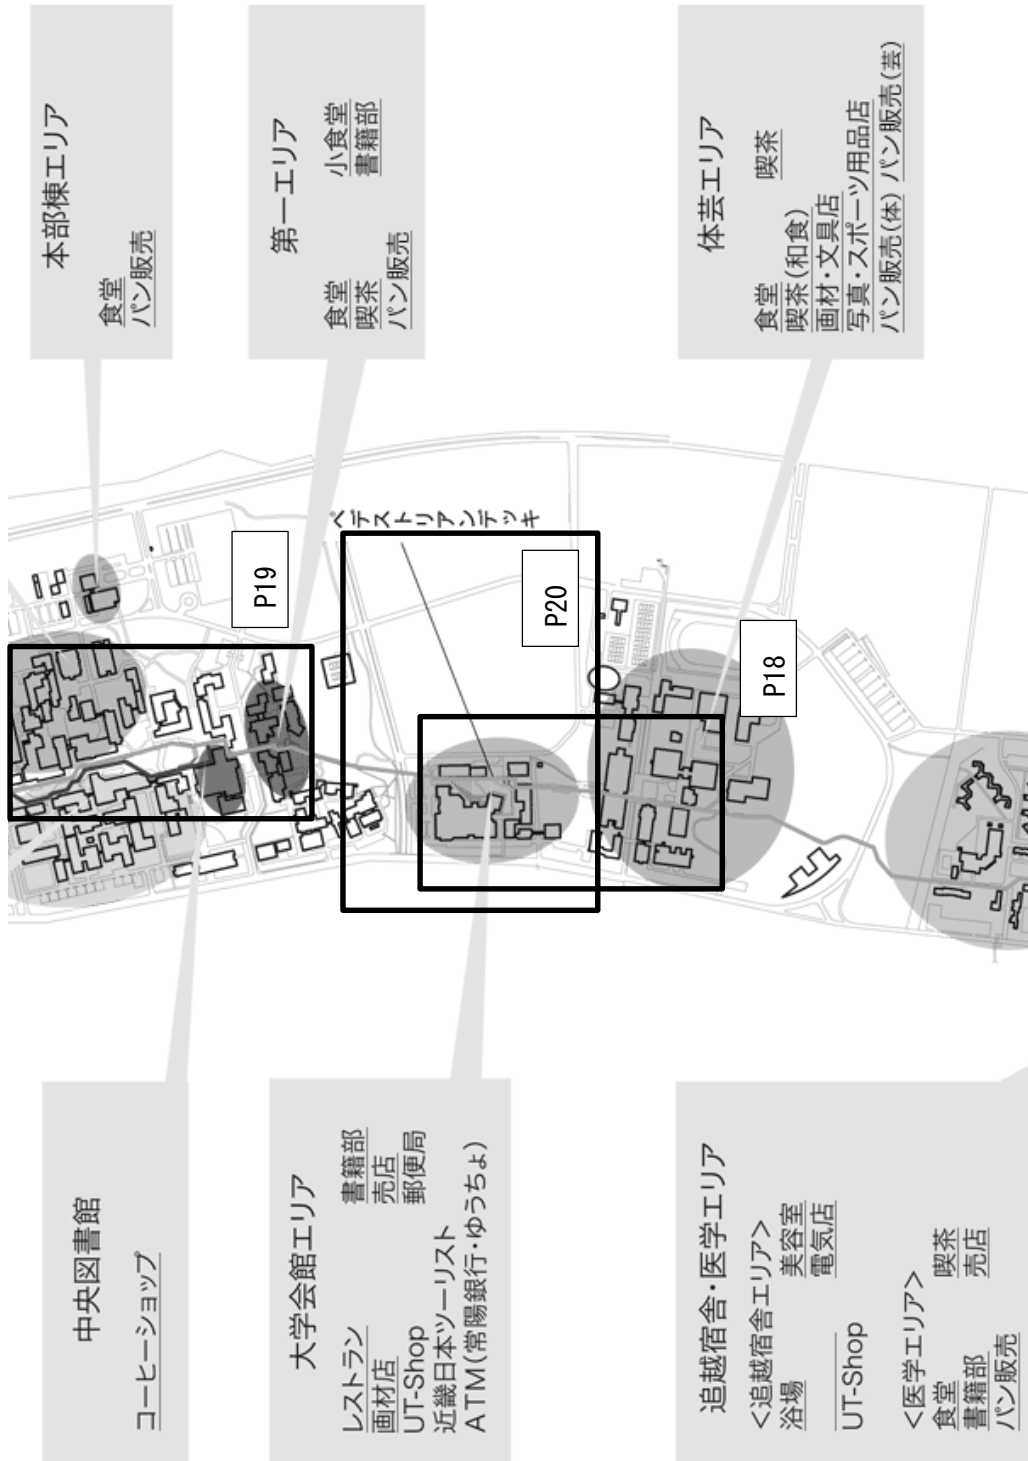 本部棟エリア
食堂
パン販売
第一エリア
食堂 小食堂
喫茶 書籍部
パン販売
体芸エリア
食堂 喫茶
喫茶(和食)
画材・文具店
写真・スポーツ用品店
パン販売(体) パン販売(芸)
ペデストリアンデッキ
P19
P20
P18
中央図書館
コーヒーショップ
大学会館エリア
レストラン 書籍部
画材店 売店
UT-Shop 郵便局
近畿日本ツーリスト
ATM(常陽銀行・ゆうちょ)
追越宿舎・医学エリア
<追越宿舎エリア>
浴場 美容室
電気店
UT-Shop
<医学エリア>
食堂 喫茶
書籍部 売店
パン販売